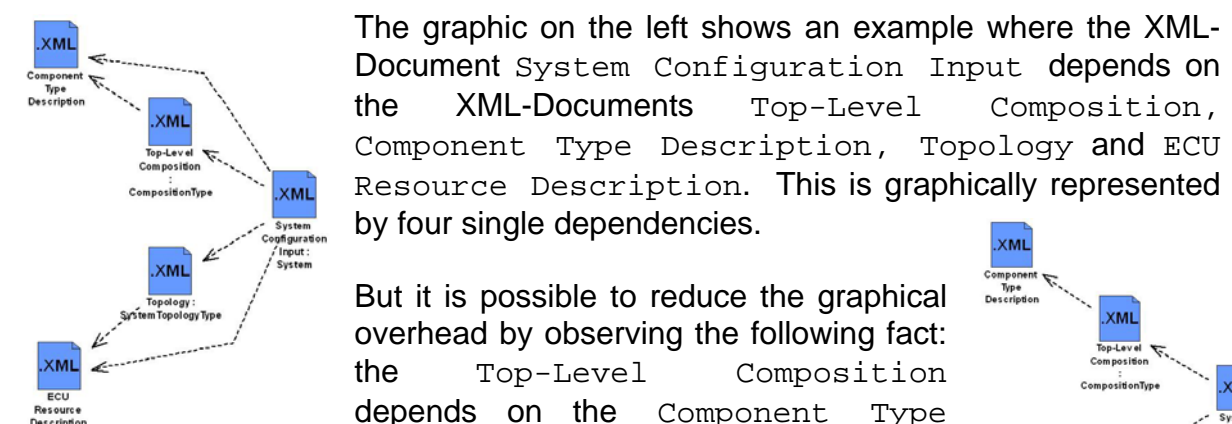 .XML
Component
Type
Description
.XML
Top-Level
Composition
:
CompositionType
.XML
System
Configuration
Input :
System
.XML
Topology :
SystemTopologyType
.XML
ECU
Resource
Description
The graphic on the left shows an example where the XML-
Document System Configuration Input depends on
the XML-Documents Top-Level Composition,
Component Type Description, Topology and ECU
Resource Description. This is graphically represented
by four single dependencies.
But it is possible to reduce the graphical
overhead by observing the following fact:
the Top-Level Composition
depends on the Component Type
.XML
Component
Type
Description
.XML
Top-Level
Composition
:
CompositionType